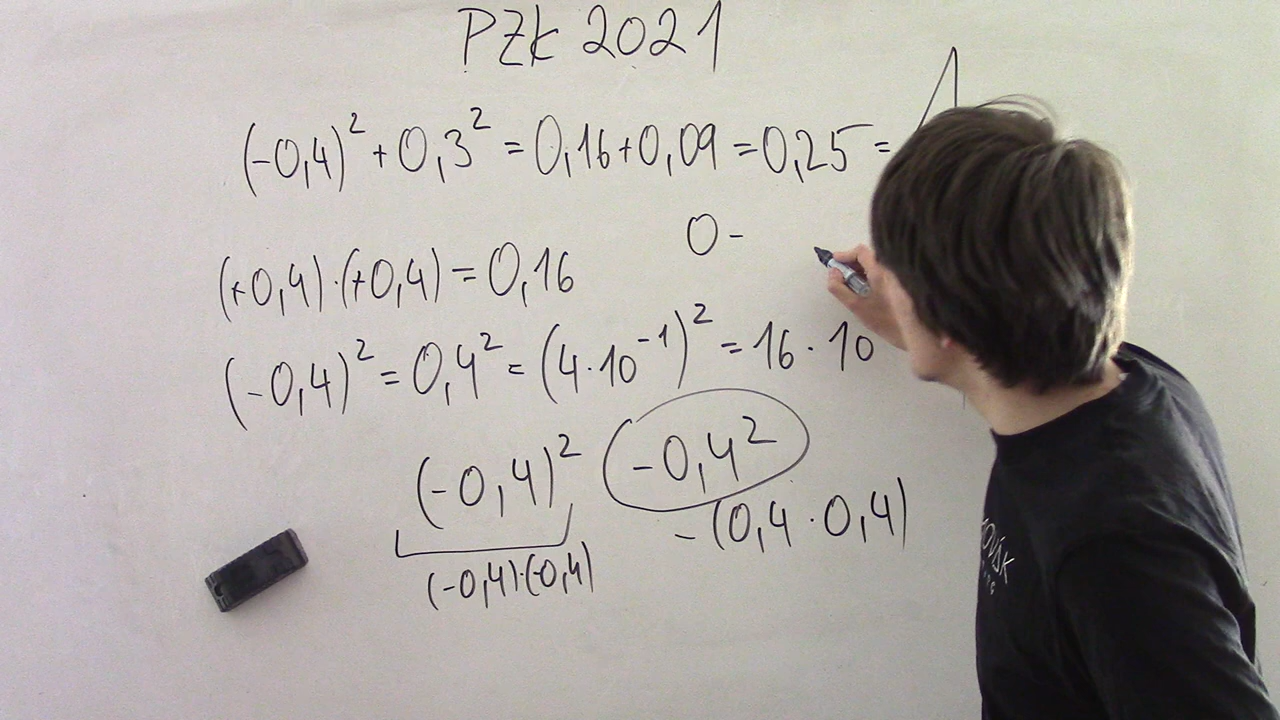 PZK 2021
(-0,4)² + 0,3² = 0,16 + 0,09 = 0,25 =
0 -
(+0,4)·(+0,4) = 0,16
(-0,4)² = 0,4² = (4·10⁻¹)² = 16·10
(-0,4)² -0,4²
-(0,4·0,4)
(-0,4)·(-0,4)